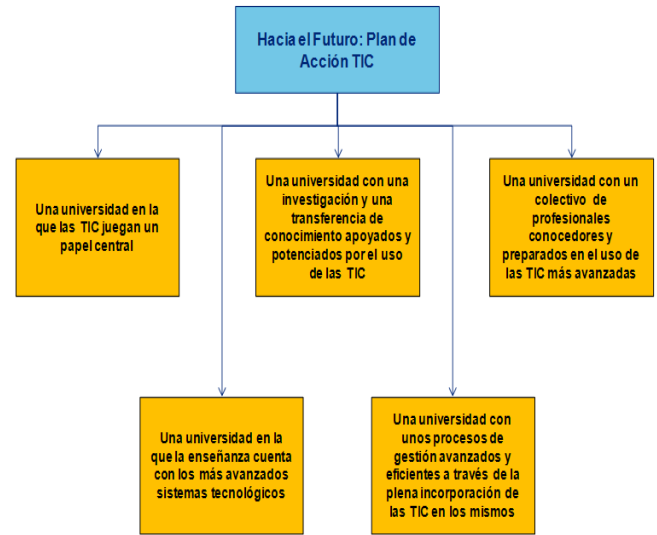 Hacia el Futuro: Plan de
Acción TIC
Una universidad en la
que las TIC juegan un
papel central
Una universidad con una
investigación y una
transferencia de
conocimiento apoyados y
potenciados por el uso
de las TIC
Una universidad con un
colectivo de
profesionales
conocedores y
preparados en el uso de
las TIC más avanzadas
Una universidad en la
que la enseñanza cuenta
con los más avanzados
sistemas tecnológicos
Una universidad con
unos procesos de
gestión avanzados y
eficientes a través de la
plena incorporación de
las TIC en los mismos